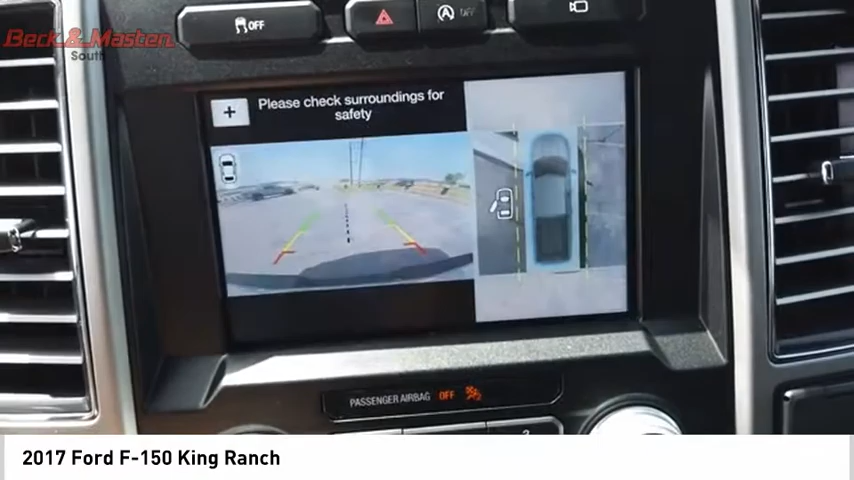 Beck & Masten
South
OFF
OFF
Please check surroundings for
safety
PASSENGER AIRBAG OFF
2017 Ford F-150 King Ranch